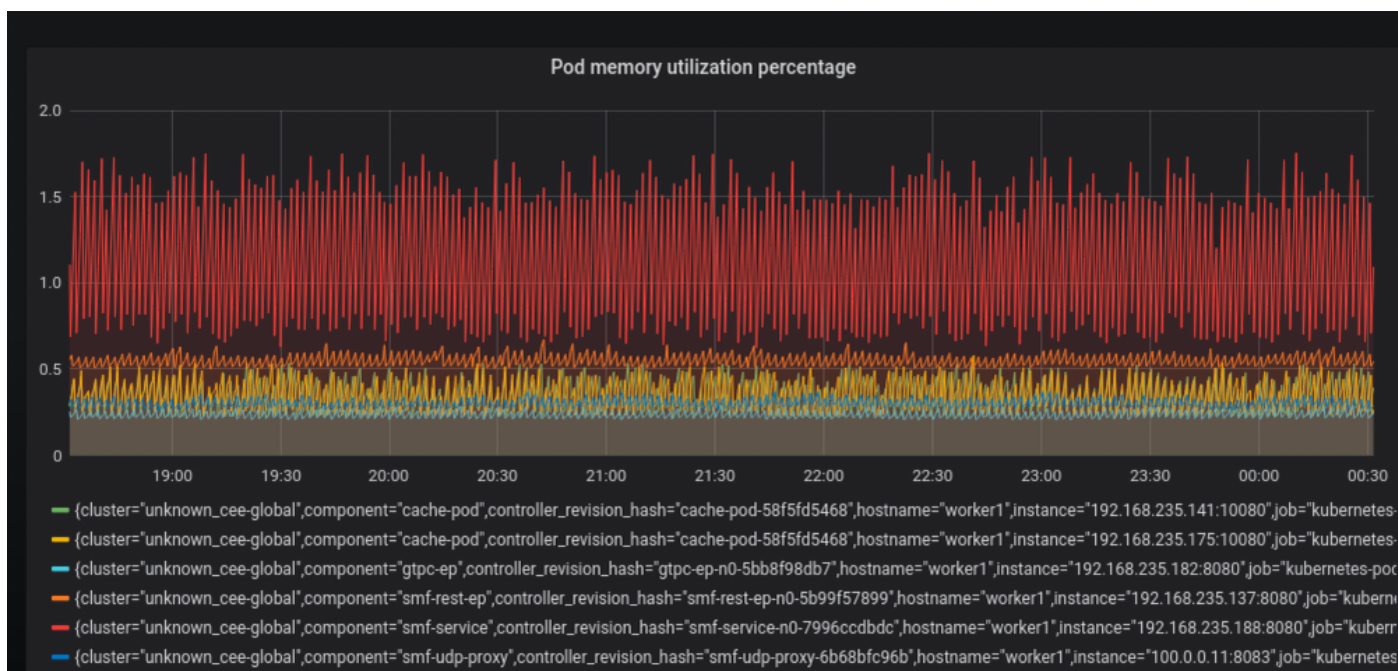 Pod memory utilization percentage
2.0
1.5
1.0
0.5
0
19:00 19:30 20:00 20:30 21:00 21:30 22:00 22:30 23:00 23:30 00:00 00:30
{cluster="unknown_cee-global",component="cache-pod",controller_revision_hash="cache-pod-58f5fd5468",hostname="worker1",instance="192.168.235.141:10080",job="kubernetes-
{cluster="unknown_cee-global",component="cache-pod",controller_revision_hash="cache-pod-58f5fd5468",hostname="worker1",instance="192.168.235.175:10080",job="kubernetes-
{cluster="unknown_cee-global",component="gtpc-ep",controller_revision_hash="gtpc-ep-n0-5bb8f98db7",hostname="worker1",instance="192.168.235.182:8080",job="kubernetes-poc
{cluster="unknown_cee-global",component="smf-rest-ep",controller_revision_hash="smf-rest-ep-n0-5b99f57899",hostname="worker1",instance="192.168.235.137:8080",job="kubern
{cluster="unknown_cee-global",component="smf-service",controller_revision_hash="smf-service-n0-7996ccdbdc",hostname="worker1",instance="192.168.235.188:8080",job="kubern
{cluster="unknown_cee-global",component="smf-udp-proxy",controller_revision_hash="smf-udp-proxy-6b68bfc96b",hostname="worker1",instance="100.0.0.11:8083",job="kubernetes-